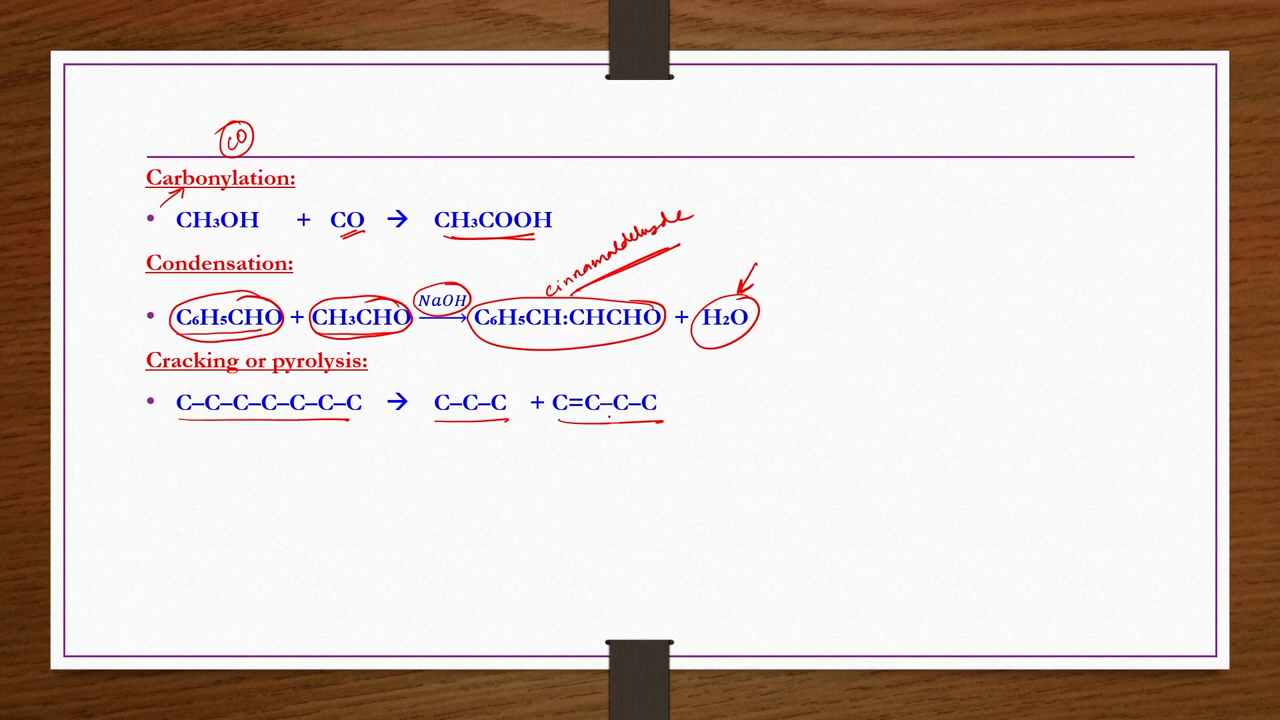 CO
Carbonylation:
• CH₃OH + CO → CH₃COOH
cinnamaldehyde
Condensation:
• C₆H₅CHO + CH₃CHO NaOH → C₆H₅CH:CHCHO + H₂O
Cracking or pyrolysis:
• C–C–C–C–C–C–C → C–C–C + C=C–C–C